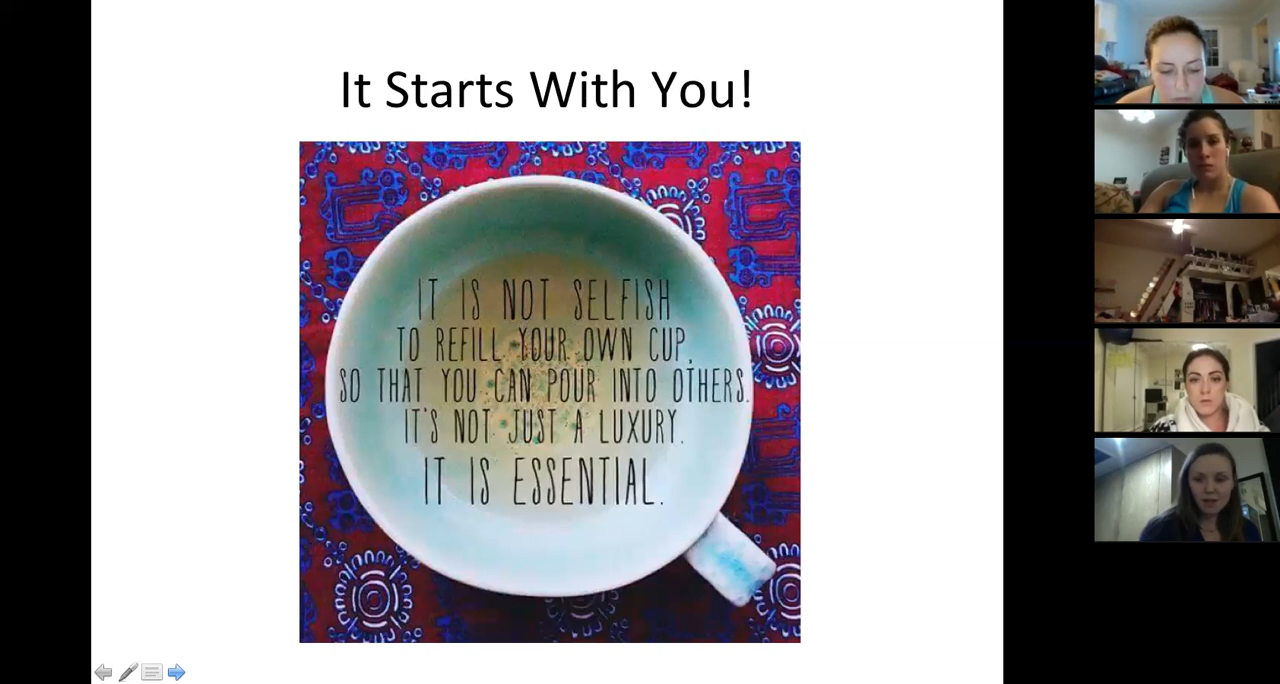 It Starts With You!
IT IS NOT SELFISH
TO REFILL YOUR OWN CUP,
SO THAT YOU CAN POUR INTO OTHERS.
IT'S NOT JUST A LUXURY.
IT IS ESSENTIAL.